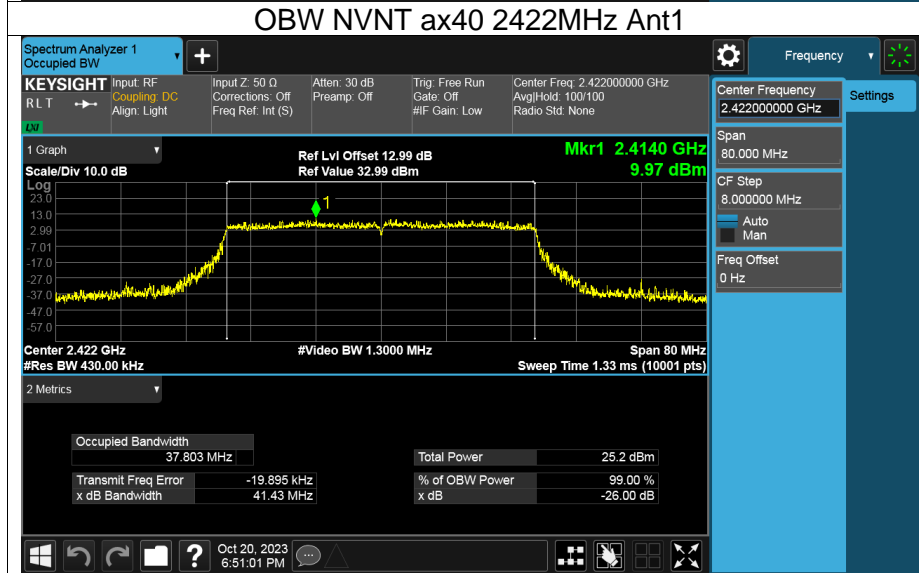 OBW NVNT ax40 2422MHz Ant1
Spectrum Analyzer 1
Occupied BW
+
Frequency
KEYSIGHT
RLT
LXI
Input: RF
Coupling: DC
Align: Light
Input Z: 50 Ω
Corrections: Off
Freq Ref: Int (S)
Atten: 30 dB
Preamp: Off
Trig: Free Run
Gate: Off
#IF Gain: Low
Center Freq: 2.422000000 GHz
Avg|Hold: 100/100
Radio Std: None
Center Frequency
2.422000000 GHz
Settings
Span
80.000 MHz
CF Step
8.000000 MHz
Auto
Man
Freq Offset
0 Hz
1 Graph
Scale/Div 10.0 dB
Ref Lvl Offset 12.99 dB
Ref Value 32.99 dBm
Mkr1 2.4140 GHz
9.97 dBm
Log
23.0
13.0
2.99
-7.01
-17.0
-27.0
-37.0
-47.0
-57.0
1
Center 2.422 GHz
#Res BW 430.00 kHz
#Video BW 1.3000 MHz
Span 80 MHz
Sweep Time 1.33 ms (10001 pts)
2 Metrics
Occupied Bandwidth
37.803 MHz
Transmit Freq Error -19.895 kHz
x dB Bandwidth 41.43 MHz
Total Power 25.2 dBm
% of OBW Power 99.00 %
x dB -26.00 dB
?
Oct 20, 2023
6:51:01 PM